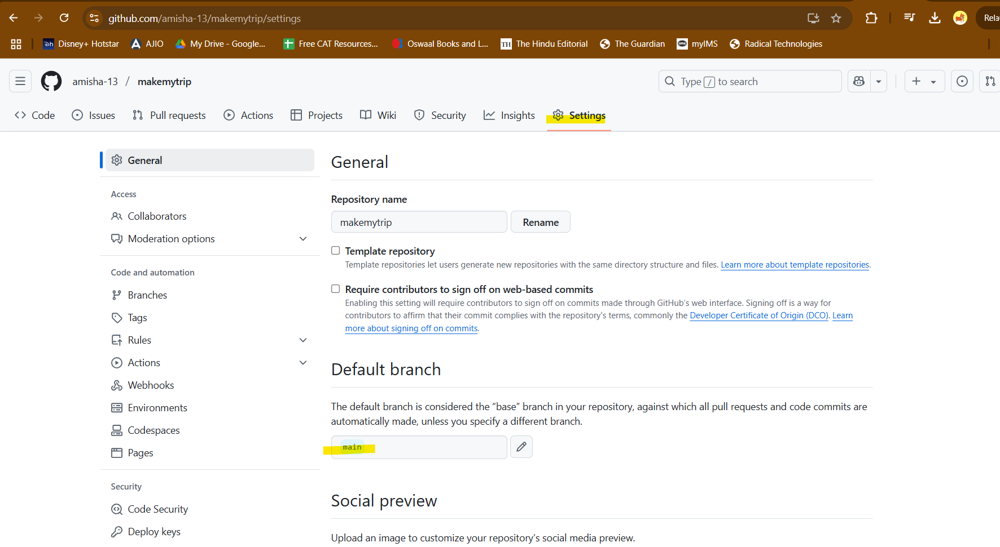 github.com/amisha-13/makemytrip/settings
Rela
Disney+ Hotstar AJIO My Drive - Google... Free CAT Resources... Oswaal Books and L... TH The Hindu Editorial The Guardian myIMS Radical Technologies
amisha-13 / makemytrip
Type / to search
Code Issues Pull requests Actions Projects Wiki Security Insights Settings
General
Access
Collaborators
Moderation options
Code and automation
Branches
Tags
Rules
Actions
Webhooks
Environments
Codespaces
Pages
Security
Code Security
Deploy keys
General
Repository name
makemytrip Rename
Template repository
Template repositories let users generate new repositories with the same directory structure and files. Learn more about template repositories.
Require contributors to sign off on web-based commits
Enabling this setting will require contributors to sign off on commits made through GitHub's web interface. Signing off is a way for
contributors to affirm that their commit complies with the repository's terms, commonly the Developer Certificate of Origin (DCO). Learn
more about signing off on commits.
Default branch
The default branch is considered the “base” branch in your repository, against which all pull requests and code commits are
automatically made, unless you specify a different branch.
main
Social preview
Upload an image to customize your repository’s social media preview.